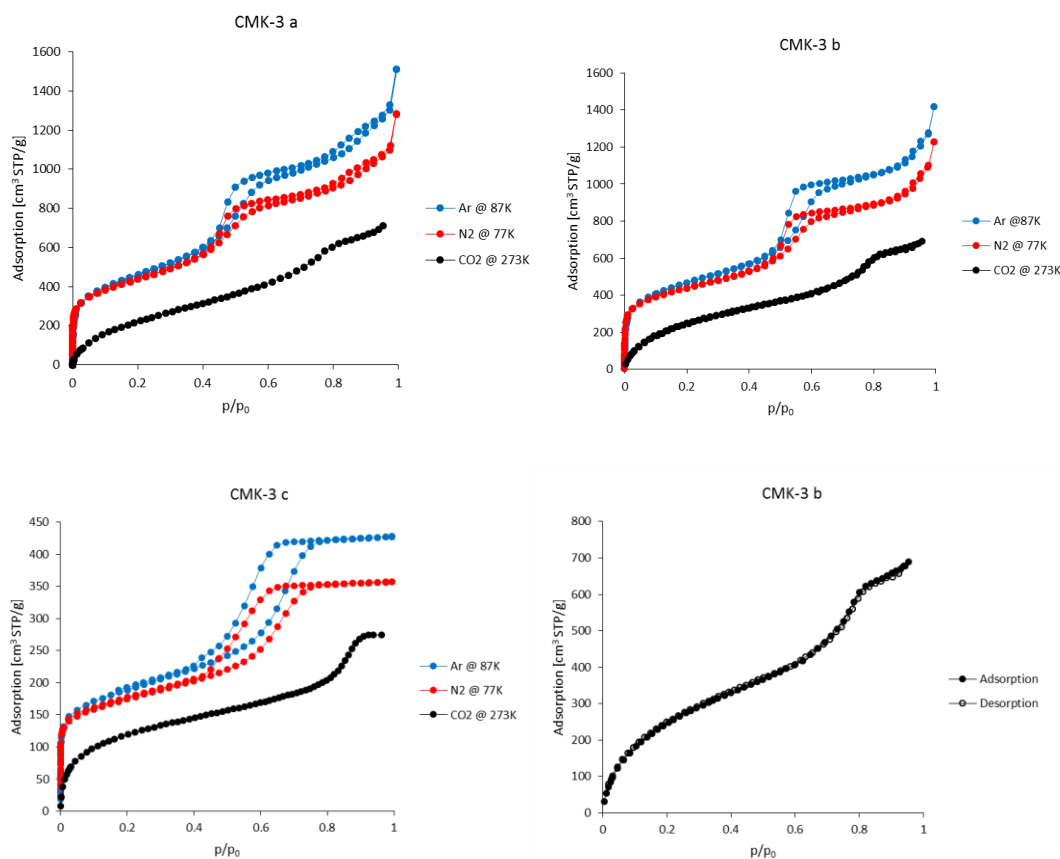 CMK-3 a
Adsorption [cm³ STP/g]
1600
1400
1200
1000
800
600
400
200
0
0
0.2
0.4
0.6
0.8
1
p/p₀
Ar @ 87K
N2 @ 77K
CO2 @ 273K
CMK-3 b
Adsorption [cm³ STP/g]
1600
1400
1200
1000
800
600
400
200
0
0
0.2
0.4
0.6
0.8
1
p/p₀
Ar @87K
N2 @ 77K
CO2 @ 273K
CMK-3 c
Adsorption [cm³ STP/g]
450
400
350
300
250
200
150
100
50
0
0
0.2
0.4
0.6
0.8
1
p/p₀
Ar @ 87K
N2 @ 77K
CO2 @ 273K
CMK-3 b
Adsorption [cm³ STP/g]
800
700
600
500
400
300
200
100
0
0
0.2
0.4
0.6
0.8
1
p/p₀
Adsorption
Desorption